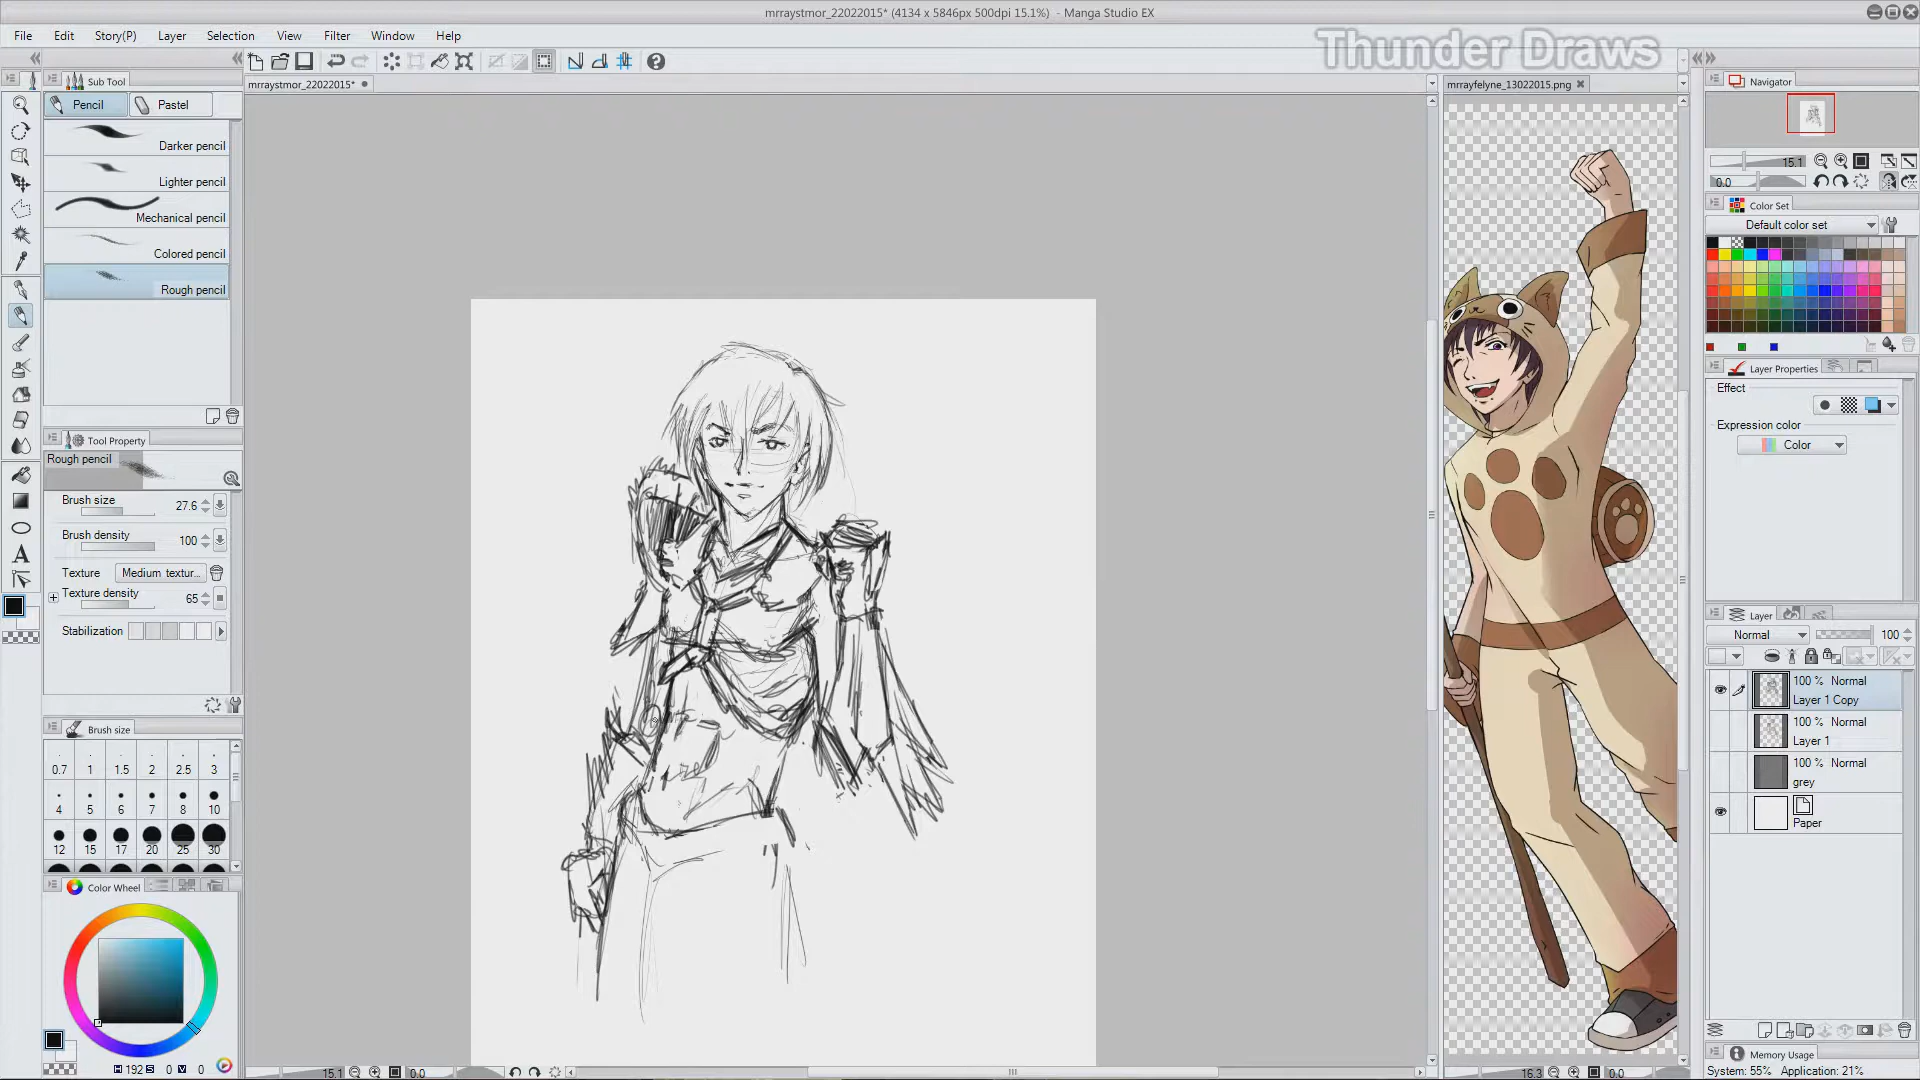 mrraystmor_22022015* (4134 x 5846px 500dpi 15.1%) - Manga Studio EX
File Edit Story(P) Layer Selection View Filter Window Help
Thunder Draws
Sub Tool
mrraystmor_22022015*
mrrayfelyne_13022015.png
Navigator
Pencil
Pastel
Darker pencil
Lighter pencil
Mechanical pencil
Colored pencil
Rough pencil
15.1
0.0
Color Set
Default color set
Layer Properties
Effect
Expression color
Color
Tool Property
Rough pencil
Brush size 27.6
Brush density 100
Texture Medium textur...
Texture density 65
Stabilization
Layer
Normal 100
100 % Normal
Layer 1 Copy
100 % Normal
Layer 1
100 % Normal
grey
Paper
Brush size
0.7 1 1.5 2 2.5 3
4 5 6 7 8 10
12 15 17 20 25 30
Color Wheel
H 192 S 0 V 0
15.1 0.0
16.3 0.0
Memory Usage
System: 55% Application: 21%